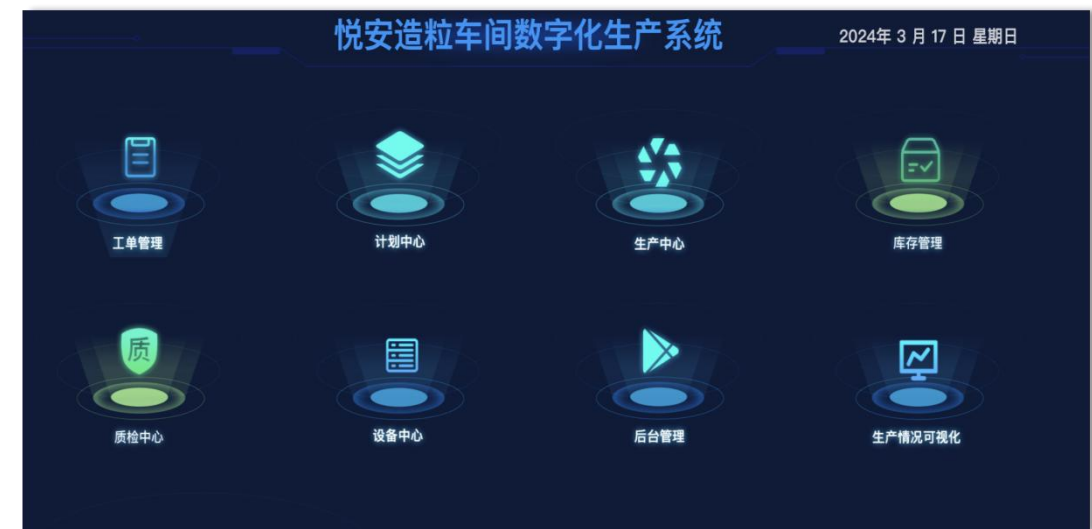 悦安造粒车间数字化生产系统
2024年 3 月 17 日 星期日
工单管理
计划中心
生产中心
库存管理
质
质检中心
设备中心
后台管理
生产情况可视化